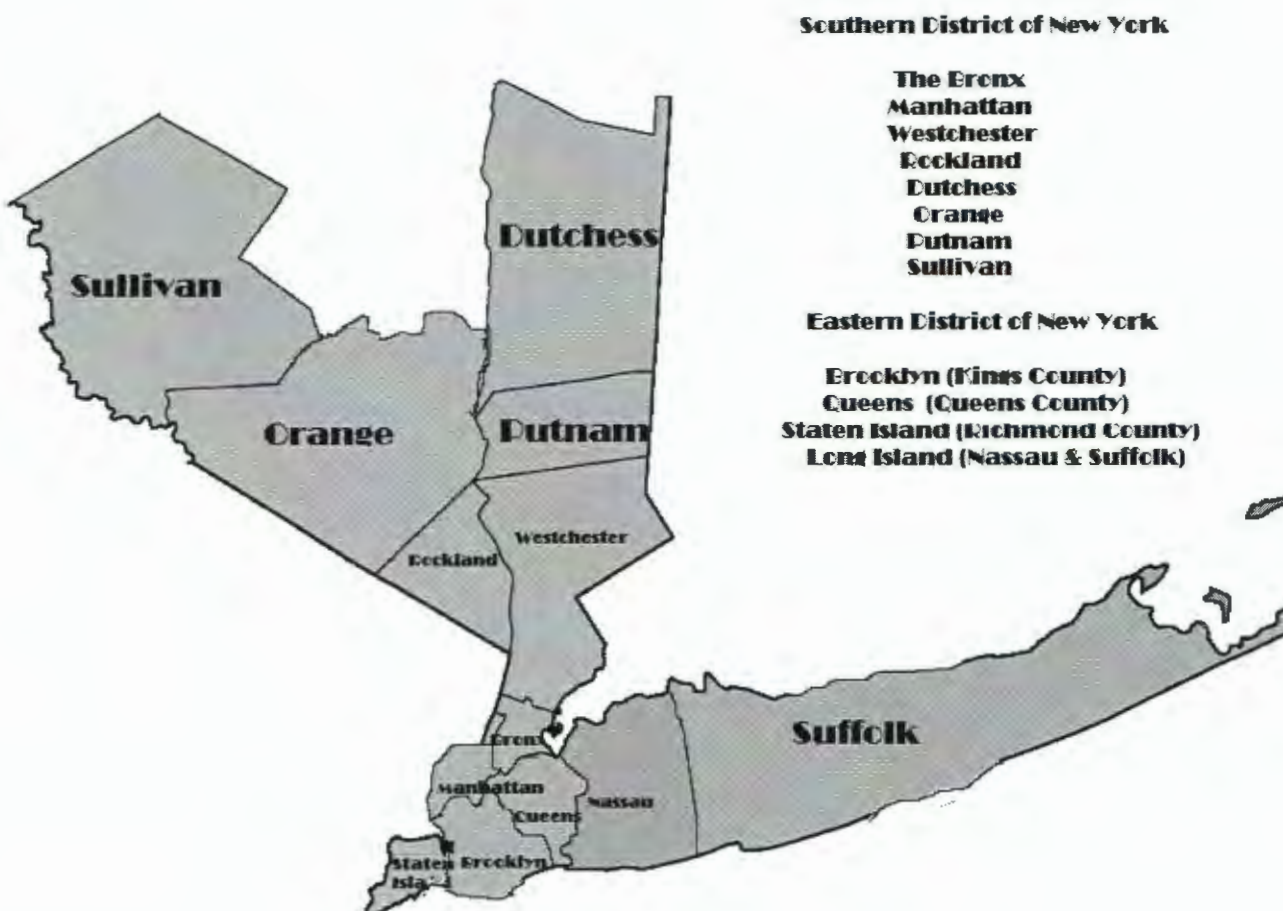 Southern District of New York
The Bronx
Manhattan
Westchester
Rockland
Dutchess
Orange
Putnam
Sullivan
Eastern District of New York
Brooklyn (Kings County)
Queens (Queens County)
Staten Island (Richmond County)
Long Island (Nassau & Suffolk)
Dutchess
Sullivan
Orange
Putnam
Westchester
Rockland
Suffolk
Bronx
Manhattan
Nassau
Queens
Staten
Isla
Brooklyn